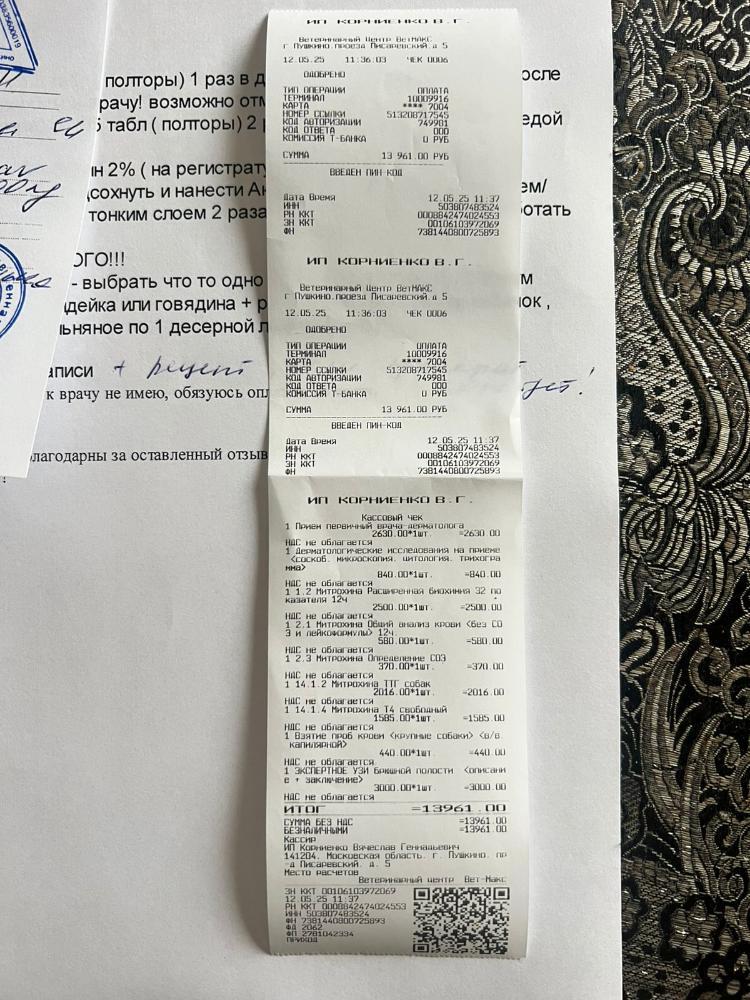 ИП КОРНИЕНКО В.Г.
Ветеринарный Центр ВетМАКС
г Пушкино.проезд Писаревский.д 5
12.05.25 11:36:03 ЧЕК 0006
ОДОБРЕНО
ТИП ОПЕРАЦИИ ОПЛАТА
ТЕРМИНАЛ 10009916
КАРТА **** 7004
НОМЕР ССЫЛКИ 513208717545
КОД АВТОРИЗАЦИИ 749981
КОД ОТВЕТА 000
КОМИССИЯ Т-БАНКА 0 РУБ
СУММА 13 961.00 РУБ
ВВЕДЕН ПИН-КОД
Дата Время 12.05.25 11:37
ИНН 503807483524
РН ККТ 0008842474024553
ЗН ККТ 00106103972069
ФН 7381440800725893
ИП КОРНИЕНКО В.Г.
Ветеринарный Центр ВетМАКС
г Пушкино.проезд Писаревский.д 5
12.05.25 11:36:03 ЧЕК 0006
ОДОБРЕНО
ТИП ОПЕРАЦИИ ОПЛАТА
ТЕРМИНАЛ 10009916
КАРТА **** 7004
НОМЕР ССЫЛКИ 513208717545
КОД АВТОРИЗАЦИИ 749981
КОД ОТВЕТА 000
КОМИССИЯ Т-БАНКА 0 РУБ
СУММА 13 961.00 РУБ
ВВЕДЕН ПИН-КОД
Дата Время 12.05.25 11:37
ИНН 503807483524
РН ККТ 0008842474024553
ЗН ККТ 00106103972069
ФН 7381440800725893
ИП КОРНИЕНКО В.Г.
Кассовый чек
1 Прием первичный врача-дерматолога
2630.00*1шт. =2630.00
НДС не облагается
1 Дерматологические исследования на приеме
<соскоб, микроскопия, цитология, трихогра
мма>
840.00*1шт. =840.00
НДС не облагается
1 1.2 Митрохина Расширенная биохимия 32 по
казателя 12ч
2500.00*1шт. =2500.00
НДС не облагается
1 2.1 Митрохина Общий анализ крови <без СО
Э и лейкоформулы> 12ч
580.00*1шт. =580.00
НДС не облагается
1 2.3 Митрохина Определение СОЭ
370.00*1шт. =370.00
НДС не облагается
1 14.1.2 Митрохина ТТГ собак
2016.00*1шт. =2016.00
НДС не облагается
1 14.1.4 Митрохина Т4 свободный
1585.00*1шт. =1585.00
НДС не облагается
1 Взятие проб крови <крупные собаки> <в/в
капилярной>
440.00*1шт. =440.00
НДС не облагается
1 ЭКСПЕРТНОЕ УЗИ Брюшной полости <описани
е + заключение>
3000.00*1шт. =3000.00
НДС не облагается
ИТОГ =13961.00
СУММА БЕЗ НДС =13961.00
БЕЗНАЛИЧНЫМИ =13961.00
Кассир
ИП Корниенко Вячеслав Геннадьевич
141204, Московская область, г. Пушкино, пр
-д Писаревский, д. 5
Место расчетов
Ветеринарный центр Вет-Макс
ЗН ККТ 00106103972069
12.05.25 11:37
РН ККТ 0008842474024553
ИНН 503807483524
ФН 7381440800725893
ФД 2062
ФП 2781042334
ПРИХОД
полторы) 1 раз в д после
рачу! возможно отм
5 табл ( полторы) 2 едой
н 2% ( на регистрату
сохнуть и нанести Ан ем/
тонким слоем 2 раза ботать
ОГО!!!
- выбрать что то одно м
дейка или говядина + р ок ,
ьняное по 1 десерной л
аписи + рецепт
к врачу не имею, обязуюсь опл
лагодарны за оставленный отзыв